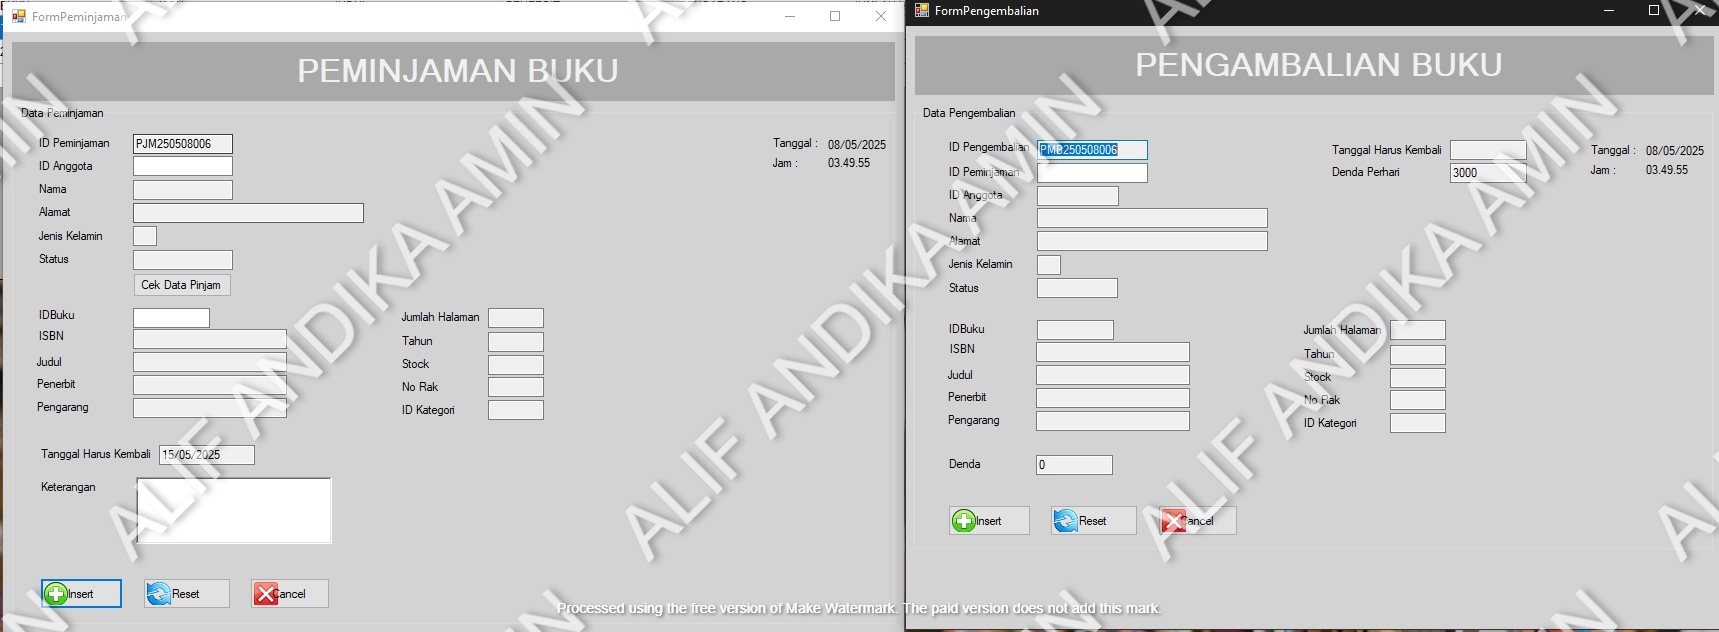 FormPeminjaman
PEMINJAMAN BUKU
Data Peminjaman
ID Peminjaman PJM250508006
Tanggal : 08/05/2025
ID Anggota
Jam : 03.49.55
Nama
Alamat
Jenis Kelamin
Status
Cek Data Pinjam
IDBuku
Jumlah Halaman
ISBN
Tahun
Judul
Stock
Penerbit
No Rak
Pengarang
ID Kategori
Tanggal Harus Kembali 15/05/2025
Keterangan
Insert Reset Cancel
FormPengembalian
PENGAMBALIAN BUKU
Data Pengembalian
ID Pengembalian PMB250508006
Tanggal Harus Kembali
Tanggal : 08/05/2025
ID Peminjaman
Denda Perhari 3000
Jam : 03.49.55
ID Anggota
Nama
Alamat
Jenis Kelamin
Status
IDBuku
Jumlah Halaman
ISBN
Tahun
Judul
Stock
Penerbit
No Rak
Pengarang
ID Kategori
Denda 0
Insert Reset Cancel
ALIF ANDIKA AMIN
ALIF ANDIKA AMIN
ALIF ANDIKA AMIN
Processed using the free version of Make Watermark. The paid version does not add this mark.